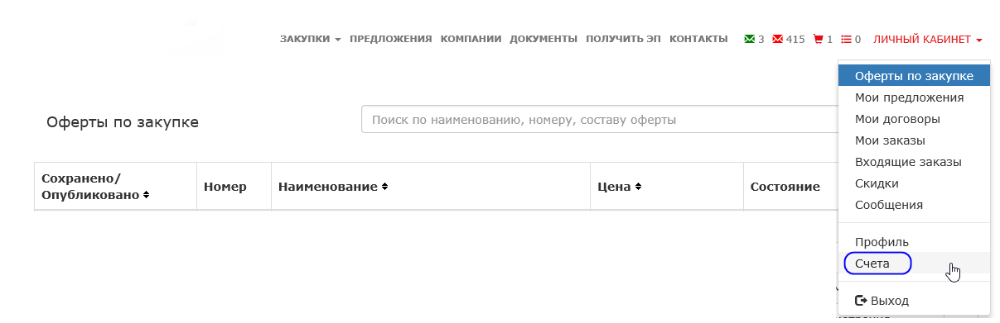 ЗАКУПКИ ПРЕДЛОЖЕНИЯ КОМПАНИИ ДОКУМЕНТЫ ПОЛУЧИТЬ ЭП КОНТАКТЫ 3 415 1 0 ЛИЧНЫЙ КАБИНЕТ
Оферты по закупке
Мои предложения
Мои договоры
Мои заказы
Входящие заказы
Скидки
Сообщения
Профиль
Счета
Выход
Оферты по закупке
Поиск по наименованию, номеру, составу оферты
Сохранено/
Опубликовано
Номер
Наименование
Цена
Состояние